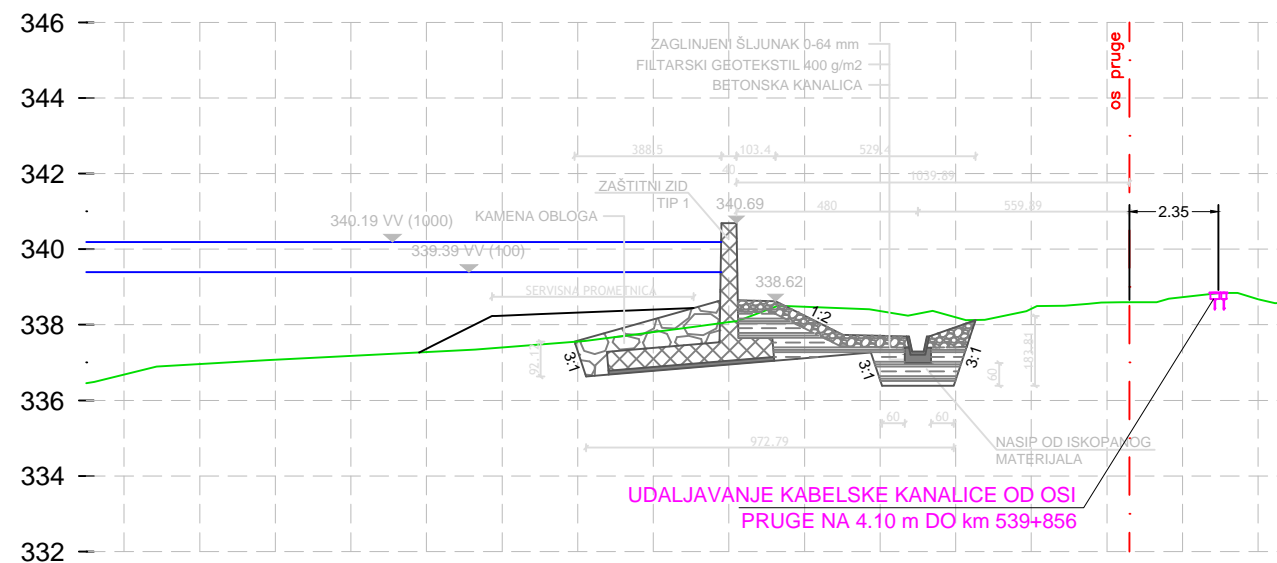 346
344
342
340
338
336
334
332
ZAGLINJENI ŠLJUNAK 0-64 mm
FILTARSKI GEOTEKSTIL 400 g/m2
BETONSKA KANALICA
os pruge
388.5
103.4
529.4
40
1039.89
ZAŠTITNI ZID
TIP 1
340.69
480
559.89
2.35
KAMENA OBLOGA
340.19 VV (1000)
339.39 VV (100)
338.62
SERVISNA PROMETNICA
1:2
3:1
3:1
3:1
183.81
60
60
60
972.79
NASIP OD ISKOPANOG
MATERIJALA
UDALJAVANJE KABELSKE KANALICE OD OSI
PRUGE NA 4.10 m DO km 539+856